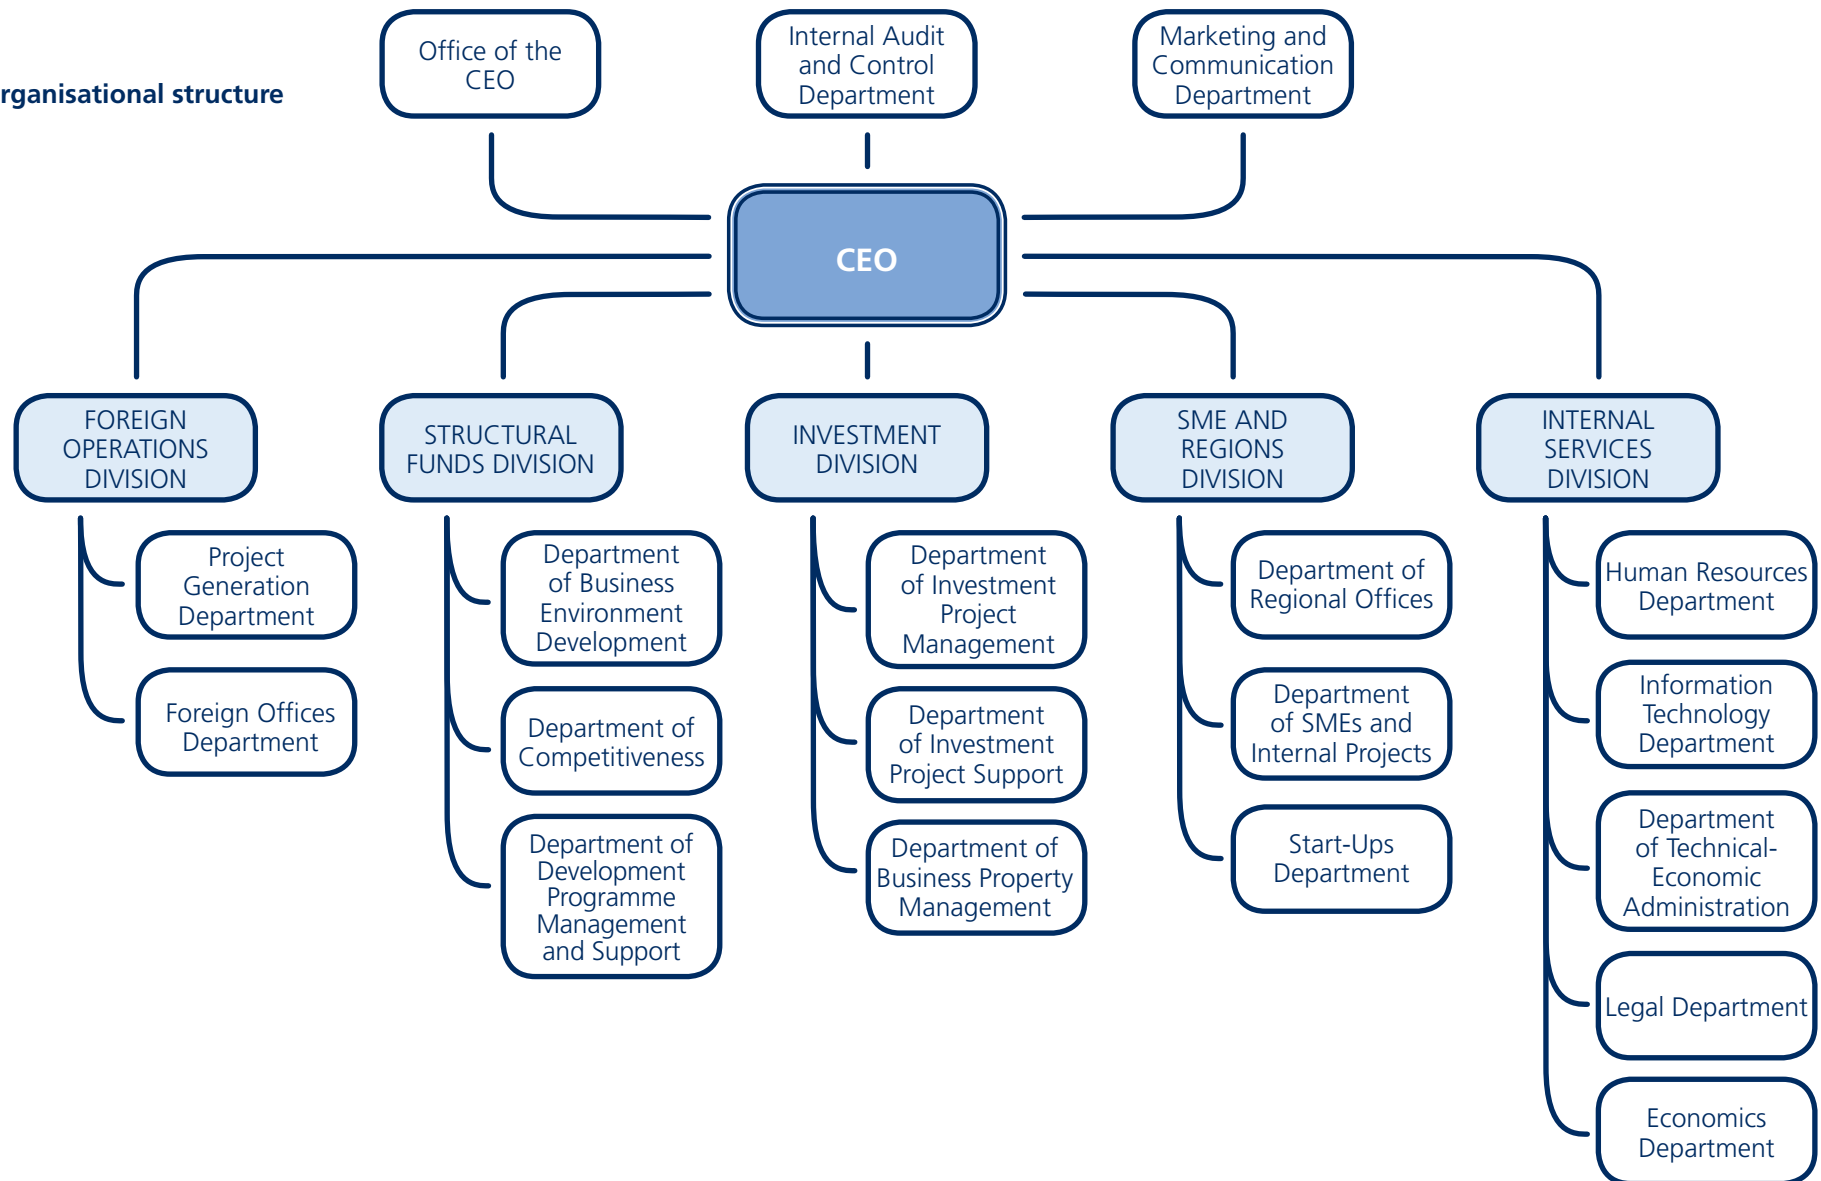 rganisational structure
Office of the
CEO
Internal Audit
and Control
Department
Marketing and
Communication
Department
CEO
FOREIGN
OPERATIONS
DIVISION
STRUCTURAL
FUNDS DIVISION
INVESTMENT
DIVISION
SME AND
REGIONS
DIVISION
INTERNAL
SERVICES
DIVISION
Project
Generation
Department
Foreign Offices
Department
Department
of Business
Environment
Development
Department of
Competitiveness
Department of
Development
Programme
Management
and Support
Department
of Investment
Project
Management
Department
of Investment
Project Support
Department of
Business Property
Management
Department of
Regional Offices
Department
of SMEs and
Internal Projects
Start-Ups
Department
Human Resources
Department
Information
Technology
Department
Department
of Technical-
Economic
Administration
Legal Department
Economics
Department